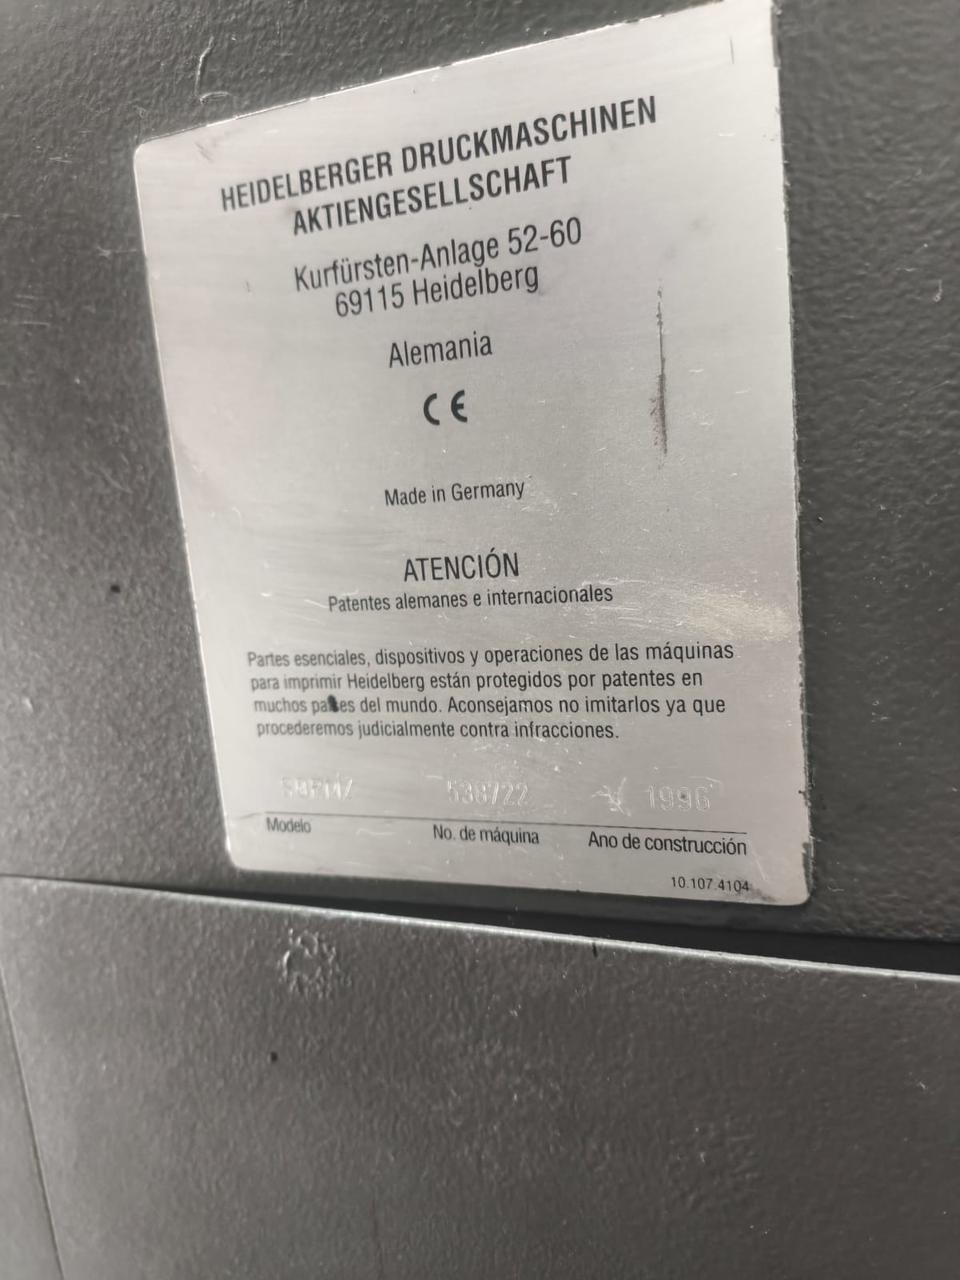 HEIDELBERGER DRUCKMASCHINEN
AKTIENGESELLSCHAFT
Kurfürsten-Anlage 52-60
69115 Heidelberg
Alemania
CE
Made in Germany
ATENCIÓN
Patentes alemanes e internacionales
Partes esenciales, dispositivos y operaciones de las máquinas
para imprimir Heidelberg están protegidos por patentes en
muchos del mundo. Aconsejamos no imitarlos ya que
procederemos judicialmente contra infracciones.
538722 1996
Modelo No. de máquina Ano de construcción
10.107.4104